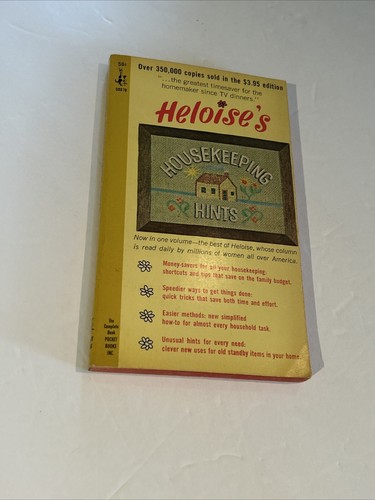 50¢
Over 350,000 copies sold in the $3.95 edition
"...the greatest timesaver for the
homemaker since TV dinners."
Heloise's
HOUSEKEEPING
HINTS
Now in one volume—the best of Heloise, whose column
is read daily by millions of women all over America.
Money-savers for all your housekeeping:
shortcuts and tips that save on the family budget.
Speedier ways to get things done:
quick tricks that save both time and effort.
Easier methods: new simplified
how-to for almost every household task.
Unusual hints for every need:
clever new uses for old standby items in your home.
The
Complete
Book
POCKET
BOOKS
INC.